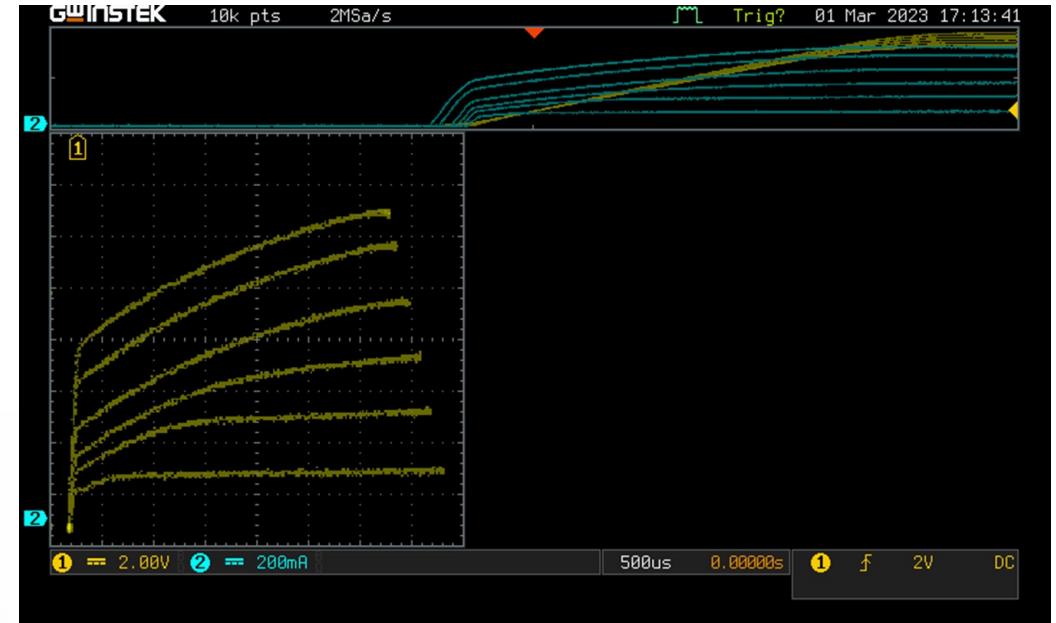 GWINSTEK 10k pts 2MSa/s Trig? 01 Mar 2023 17:13:41
2
1
2
1 2.00V 2 200mA 500us 0.00000s 1 2V DC